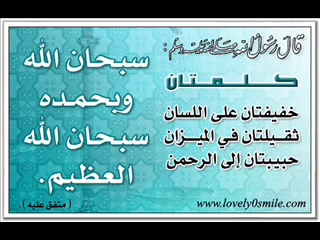 قال رسول الله صلى الله عليه وسلم :
كلمتان
خفيفتان على اللسان
ثقيلتان في الميزان
حبيبتان إلى الرحمن
سبحان الله
وبحمده
سبحان الله
العظيم.
( متفق عليه ).
www.lovely0smile.com